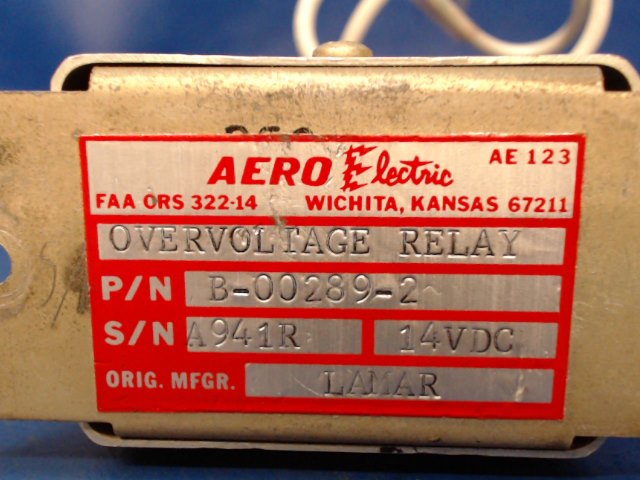 AERO Electric AE 123
FAA ORS 322-14 WICHITA, KANSAS 67211
OVERVOLTAGE RELAY
P/N B-00289-2
S/N A941R 14VDC
ORIG. MFGR. LAMAR